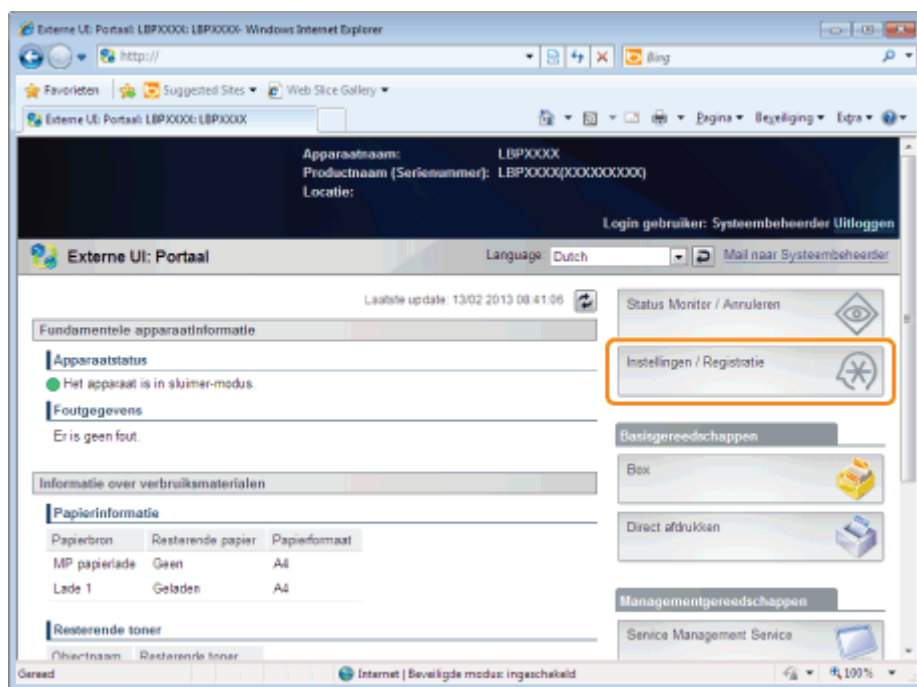 Externe UI: Portaal: LBPXXXX: LBPXXXX- Windows Internet Explorer
http://
Bing
Favorieten Suggested Sites Web Slice Gallery
Externe UI: Portaal: LBPXXXX: LBPXXXX
Pagina Beveiliging Extra
Apparaatnaam: LBPXXXX
Productnaam (Serienummer): LBPXXXX(XXXXXXXXX)
Locatie:
Login gebruiker: Systeembeheerder Uitloggen
Externe UI: Portaal
Language: Dutch
Mail naar Systeembeheerder
Laatste update: 13/02 2013 08:41:06
Fundamentele apparaatinformatie
Apparaatstatus
Het apparaat is in sluimer-modus.
Foutgegevens
Er is geen fout.
Informatie over verbruiksmaterialen
Papierinformatie
Papierbron Resterende papier Papierformaat
MP papierlade Geen A4
Lade 1 Geladen A4
Resterende toner
Objectnaam Resterende toner
Status Monitor / Annuleren
Instellingen / Registratie
Basisgereedschappen
Box
Direct afdrukken
Managementgereedschappen
Service Management Service
Gereed
Internet | Beveiligde modus: ingeschakeld
100%